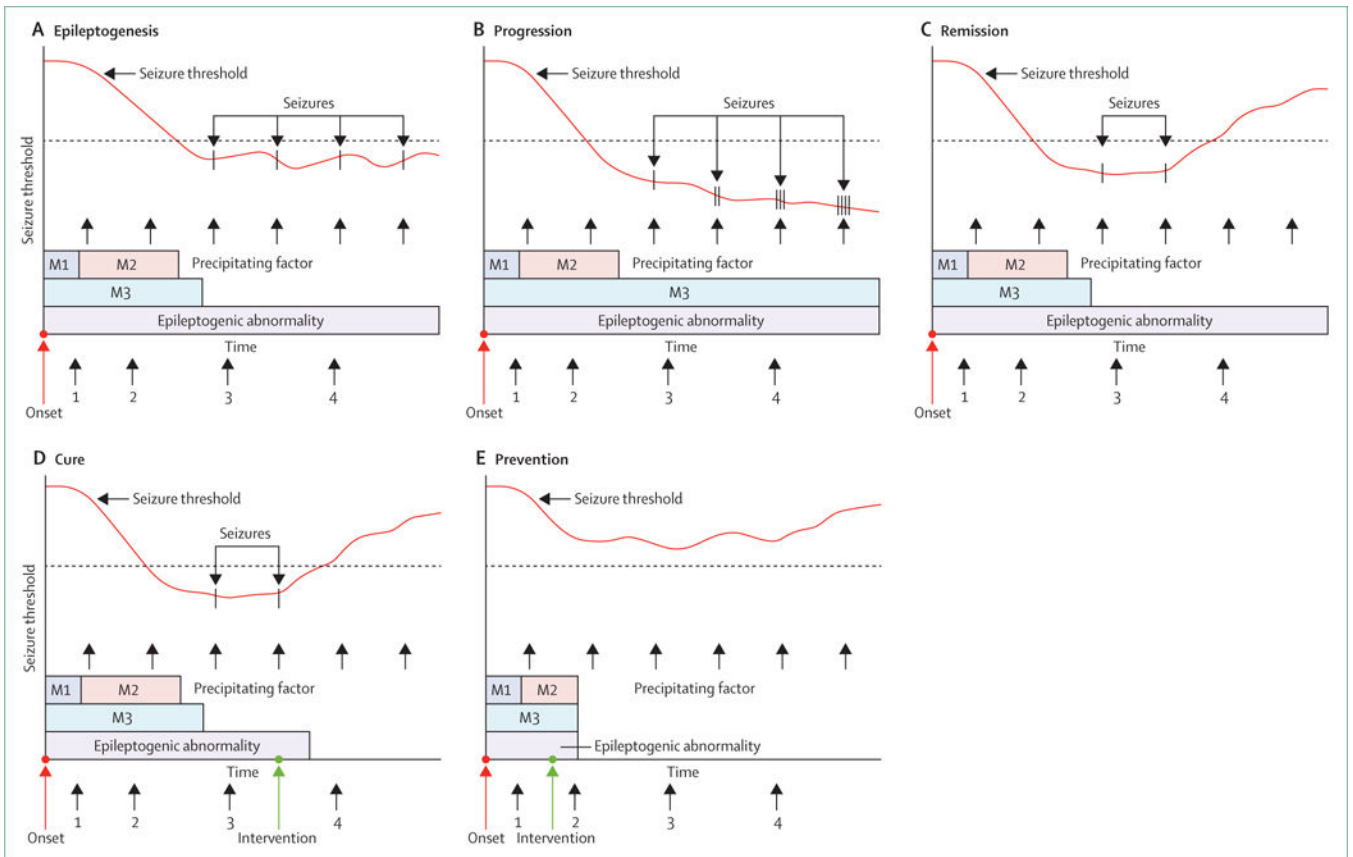 A Epileptogenesis
Seizure threshold
Seizures
Seizure threshold
M1 M2 Precipitating factor
M3
Epileptogenic abnormality
Time
1 2 3 4
Onset
B Progression
Seizure threshold
Seizures
M1 M2 Precipitating factor
M3
Epileptogenic abnormality
Time
1 2 3 4
Onset
C Remission
Seizure threshold
Seizures
M1 M2 Precipitating factor
M3
Epileptogenic abnormality
Time
1 2 3 4
Onset
D Cure
Seizure threshold
Seizures
Seizure threshold
M1 M2 Precipitating factor
M3
Epileptogenic abnormality
Time
1 2 3 4
Onset Intervention
E Prevention
Seizure threshold
M1 M2 Precipitating factor
M3
Epileptogenic abnormality
Time
1 2 3 4
Onset Intervention